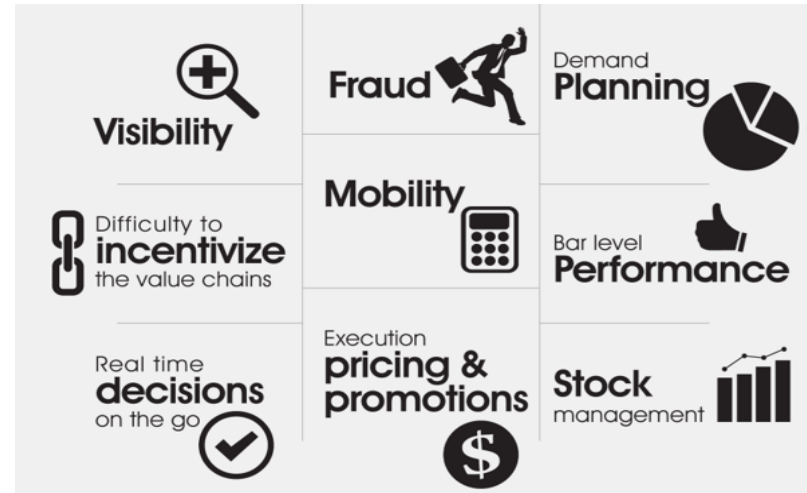 Visibility
Fraud
Demand
Planning
Difficulty to
incentivize
the value chains
Mobility
Bar level
Performance
Real time
decisions
on the go
Execution
pricing &
promotions
$
Stock
management